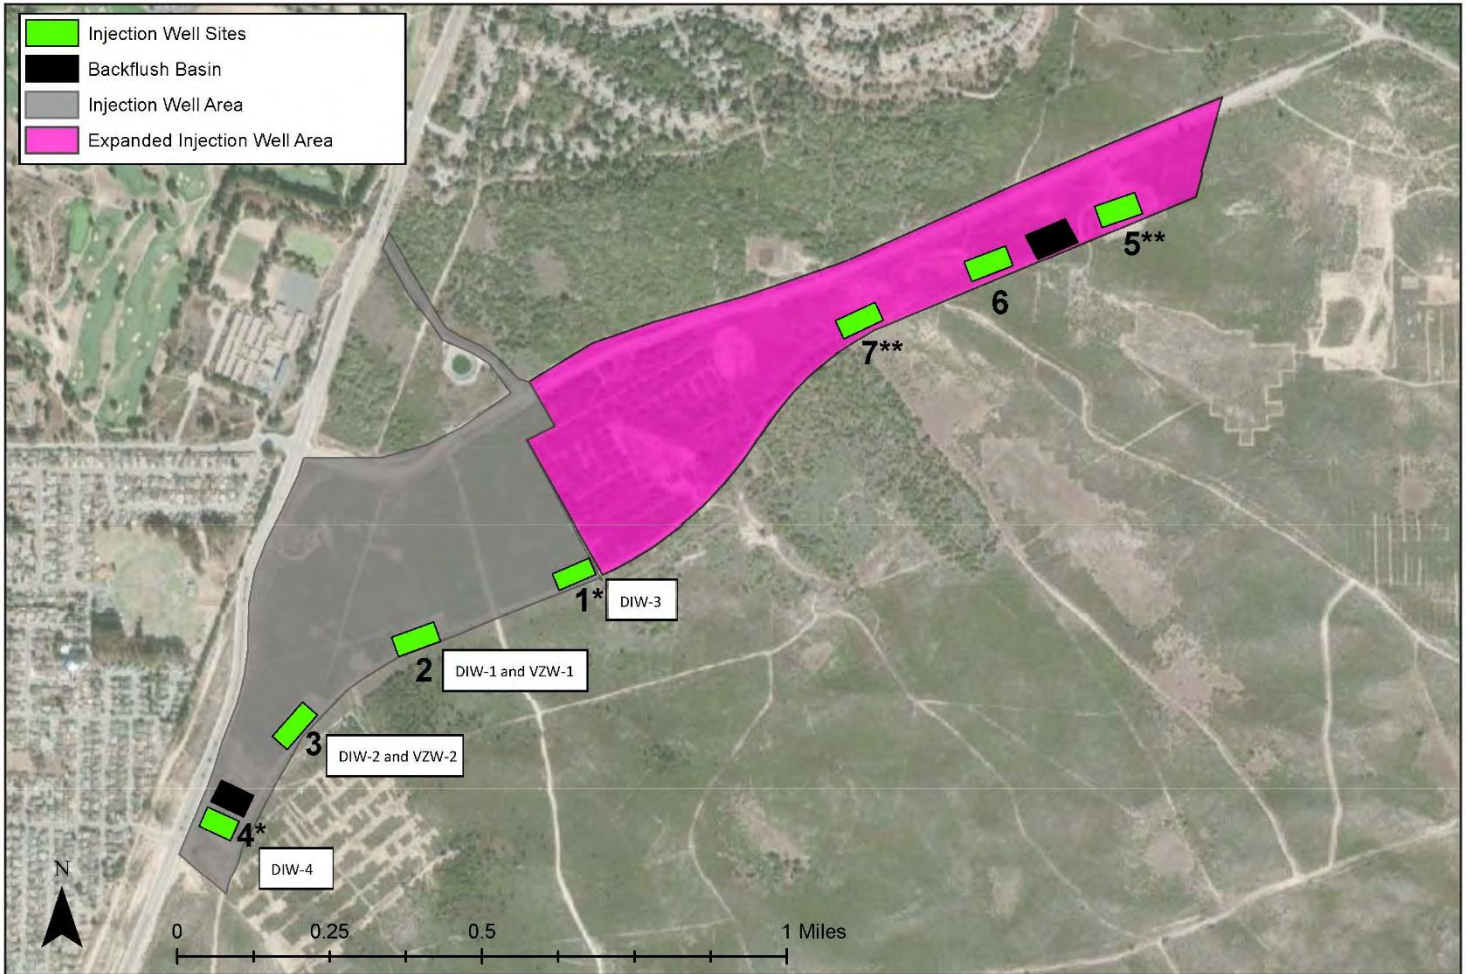 Injection Well Sites
Backflush Basin
Injection Well Area
Expanded Injection Well Area
5**
6
7**
1*
DIW-3
2
DIW-1 and VZW-1
3
DIW-2 and VZW-2
4*
DIW-4
N
0 0.25 0.5 1 Miles